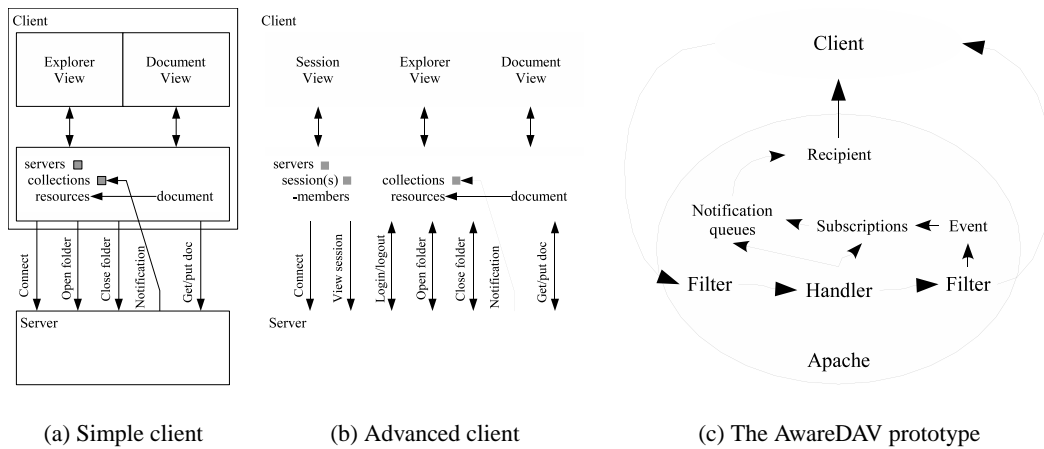 Client
Explorer
View
Document
View
servers
collections
resources
document
Connect
Open folder
Close folder
Notification
Get/put doc
Server
(a) Simple client
Client
Session
View
Explorer
View
Document
View
servers
session(s)
-members
collections
resources
document
Connect
View session
Login/logout
Open folder
Close folder
Notification
Get/put doc
Server
(b) Advanced client
Client
Recipient
Notification
queues
Subscriptions
Event
Filter
Handler
Filter
Apache
(c) The AwareDAV prototype